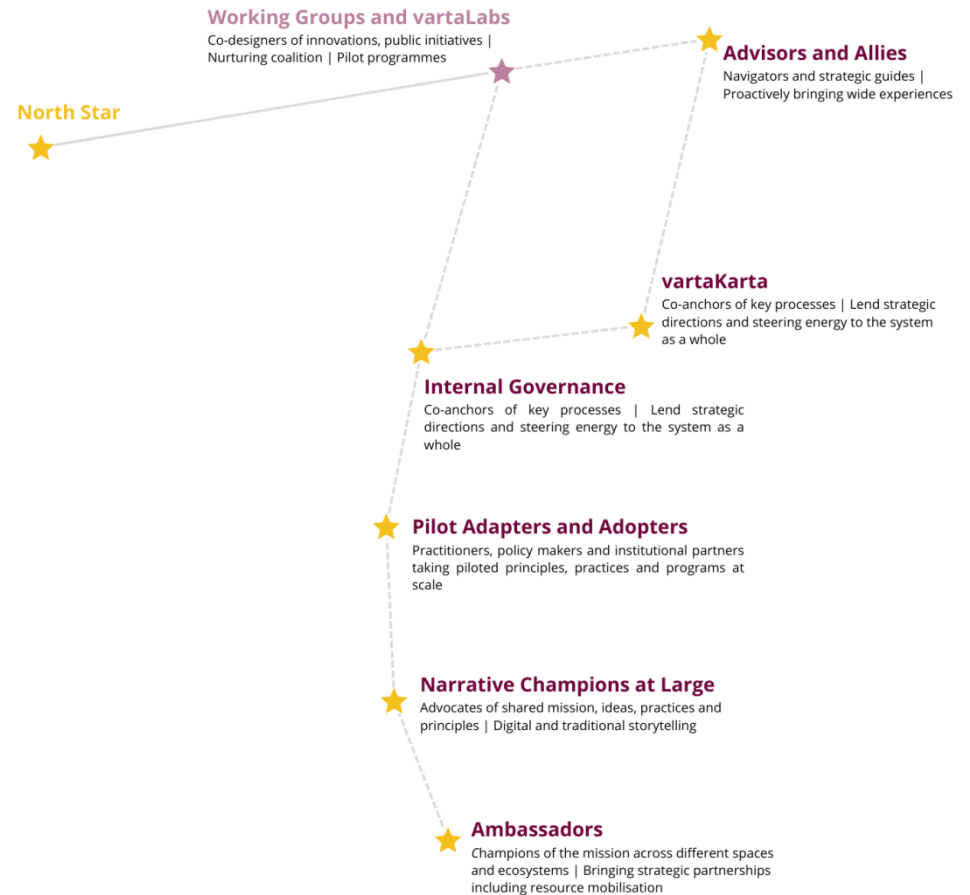 Working Groups and vartaLabs
Co-designers of innovations, public initiatives |
Nurturing coalition | Pilot programmes
Advisors and Allies
Navigators and strategic guides |
Proactively bringing wide experiences
North Star
vartaKarta
Co-anchors of key processes | Lend strategic
directions and steering energy to the system
as a whole
Internal Governance
Co-anchors of key processes | Lend strategic
directions and steering energy to the system as a
whole
Pilot Adapters and Adopters
Practitioners, policy makers and institutional partners
taking piloted principles, practices and programs at
scale
Narrative Champions at Large
Advocates of shared mission, ideas, practices and
principles | Digital and traditional storytelling
Ambassadors
Champions of the mission across different spaces
and ecosystems | Bringing strategic partnerships
including resource mobilisation